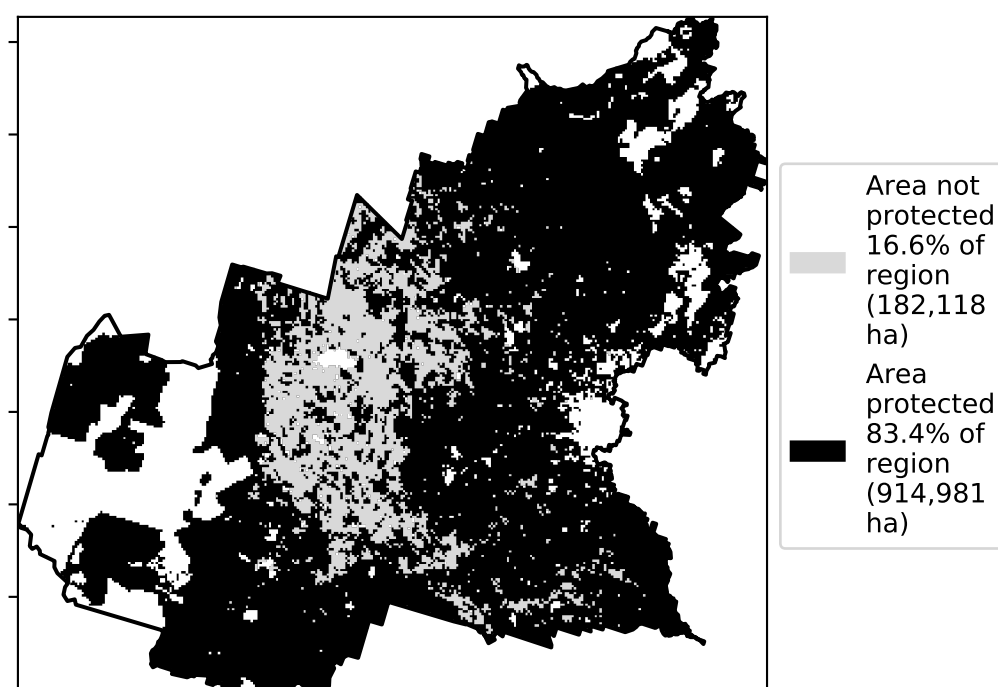 Area not
protected
16.6% of
region
(182,118
ha)
Area
protected
83.4% of
region
(914,981
ha)